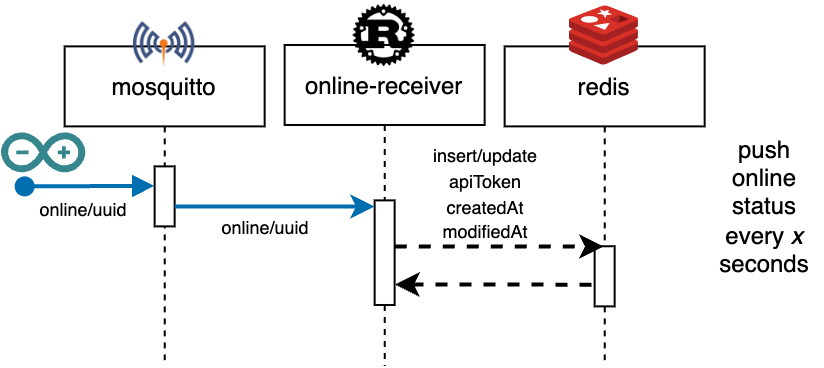 mosquitto
online-receiver
redis
online/uuid
online/uuid
insert/update
apiToken
createdAt
modifiedAt
push
online
status
every x
seconds